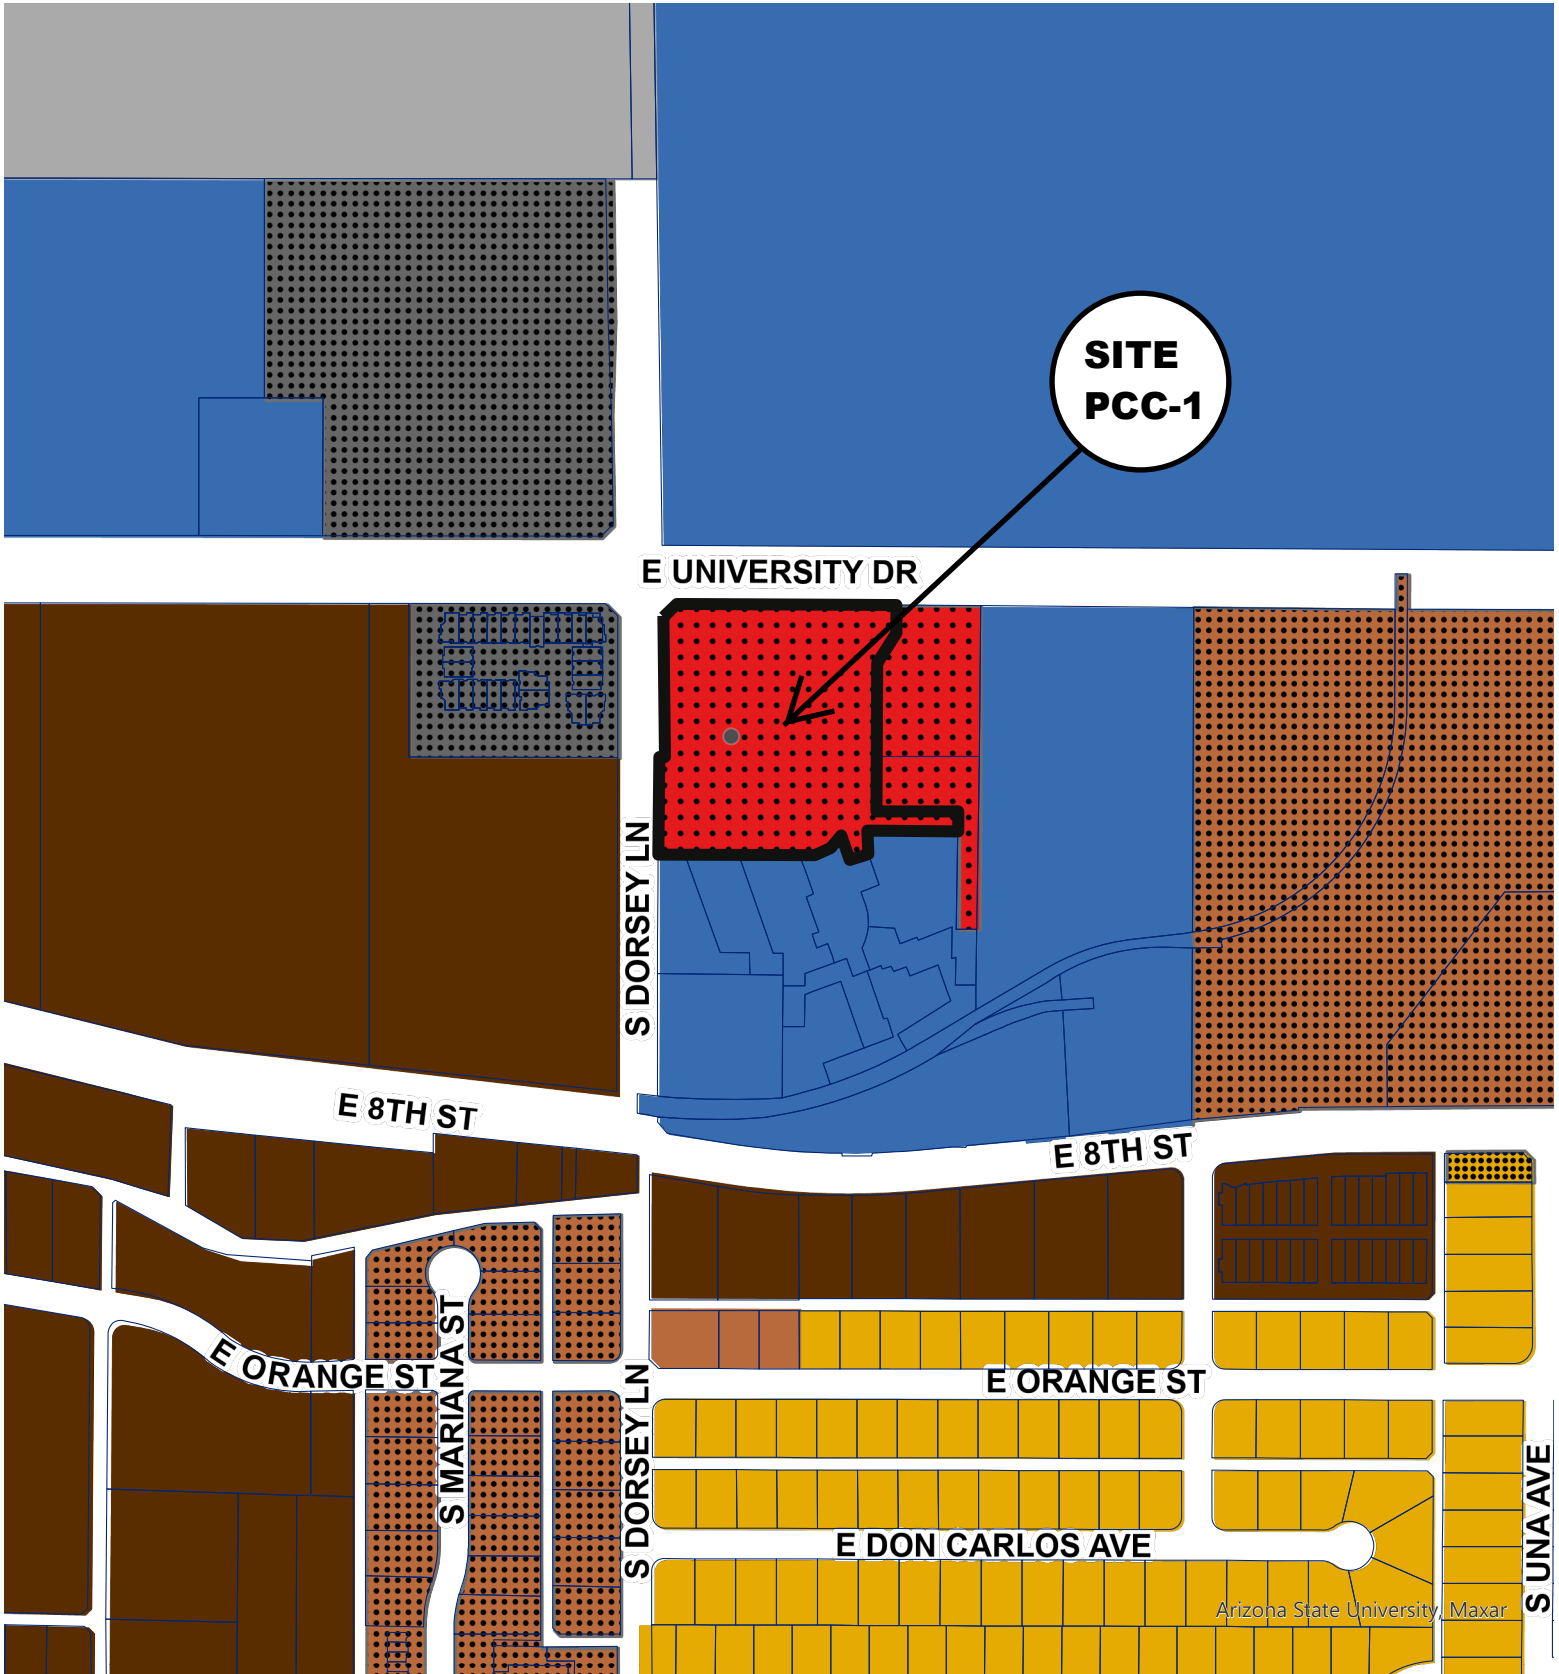 SITE
PCC-1
E UNIVERSITY DR
S DORSEY LN
E 8TH ST
E 8TH ST
E ORANGE ST
S MARIANA ST
S DORSEY LN
E ORANGE ST
E DON CARLOS AVE
S UNA AVE
Arizona State University, Maxar